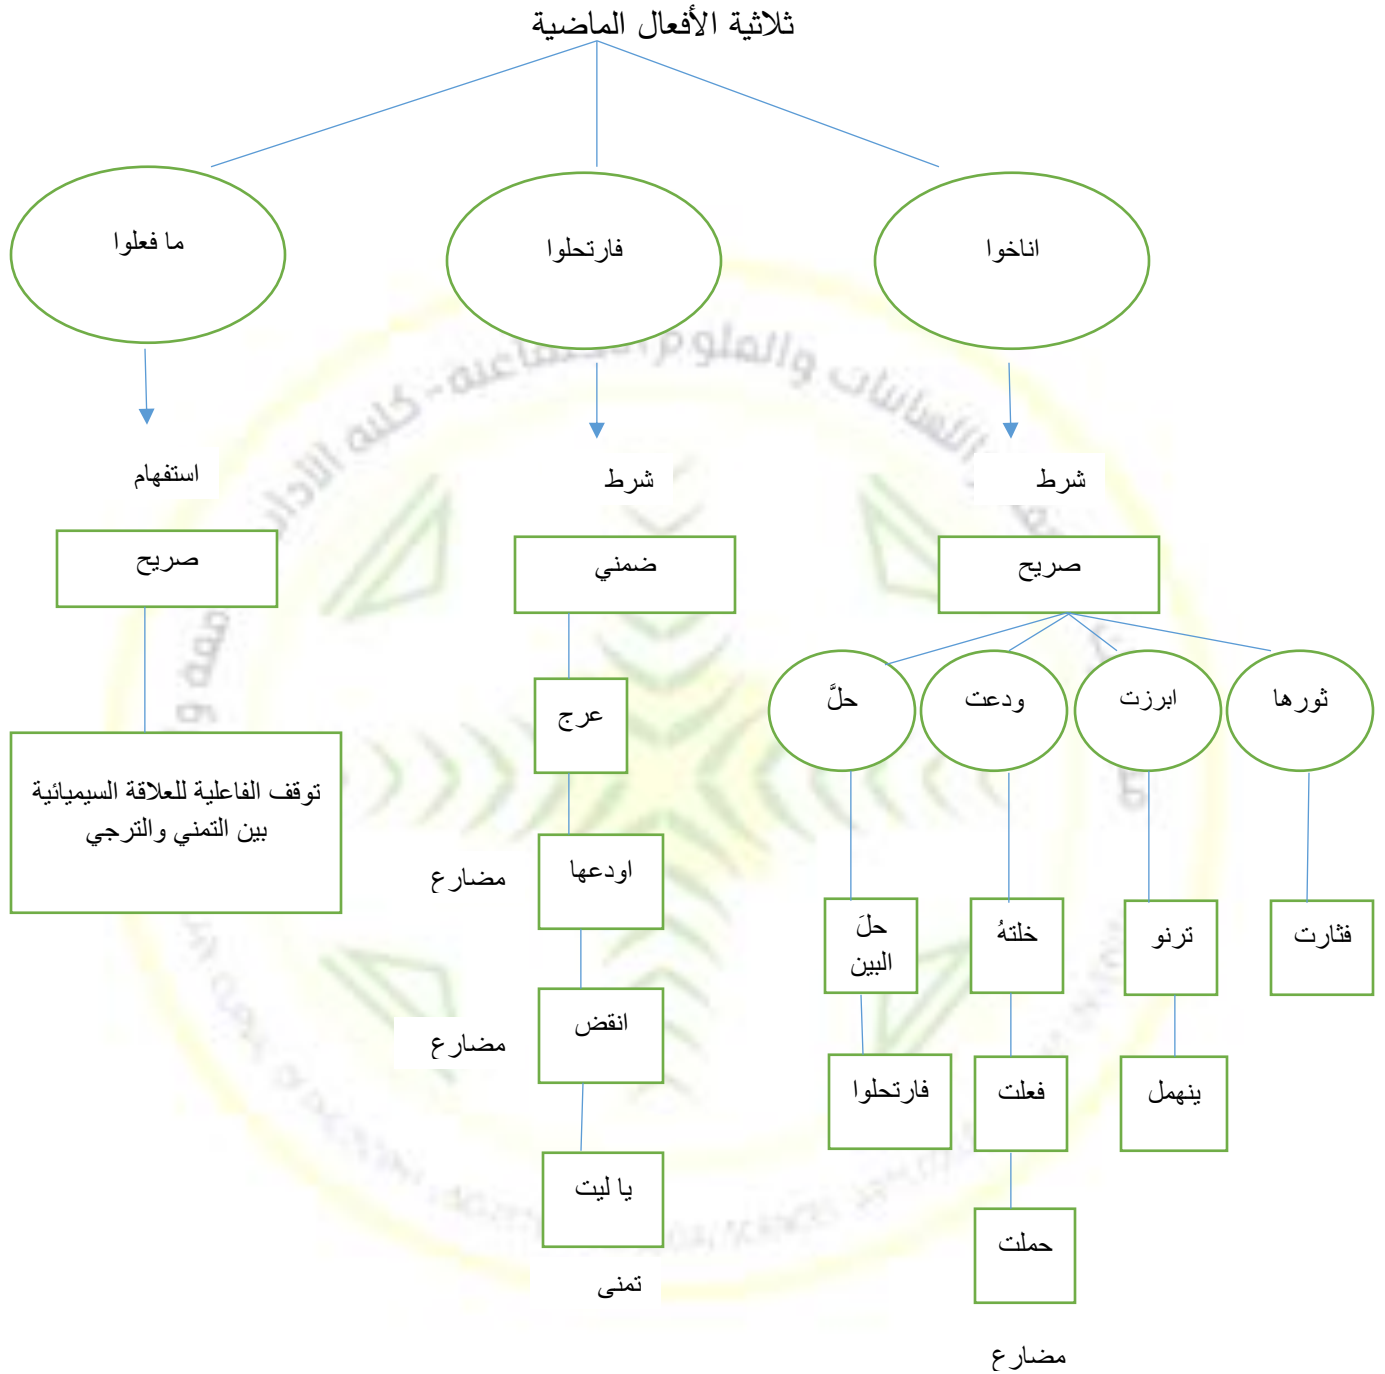 ثلاثية الأفعال الماضية
اناخوا
فارتحلوا
ما فعلوا
شرط
شرط
استفهام
صريح
ضمني
صريح
ثورها
ابرزت
ودعت
حلَّ
عرج
توقف الفاعلية للعلاقة السيميائية
بين التمني والترجي
اودعها
مضارع
فثارت
ترنو
خلتهُ
حلَ
البين
انقض
مضارع
ينهمل
فعلت
فارتحلوا
يا ليت
حملت
تمنى
مضارع